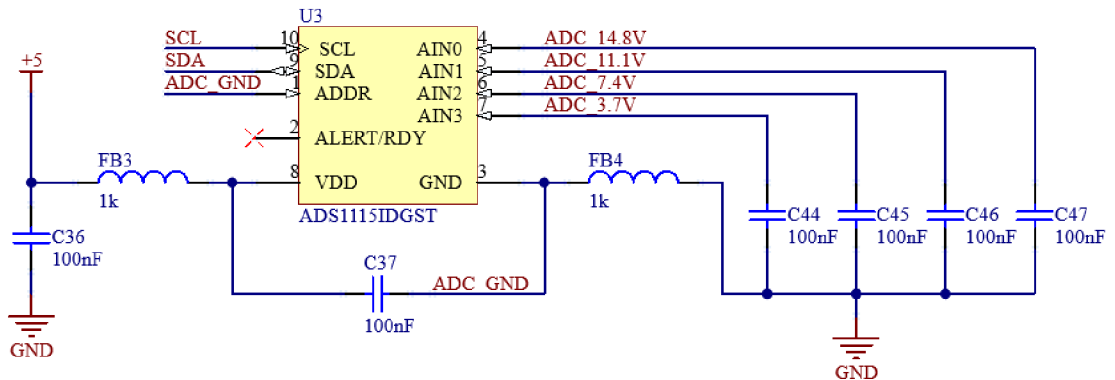 U3
SCL 10 SCL AIN0 4 ADC_14.8V
SDA 9 SDA AIN1 5 ADC_11.1V
ADC_GND 1 ADDR AIN2 6 ADC_7.4V
AIN3 7 ADC_3.7V
+5
2 ALERT/RDY
FB3 8 VDD GND 3 FB4
1k ADS1115IDGST 1k
C36 C44 C45 C46 C47
100nF 100nF 100nF 100nF 100nF
C37 ADC_GND
100nF
GND GND